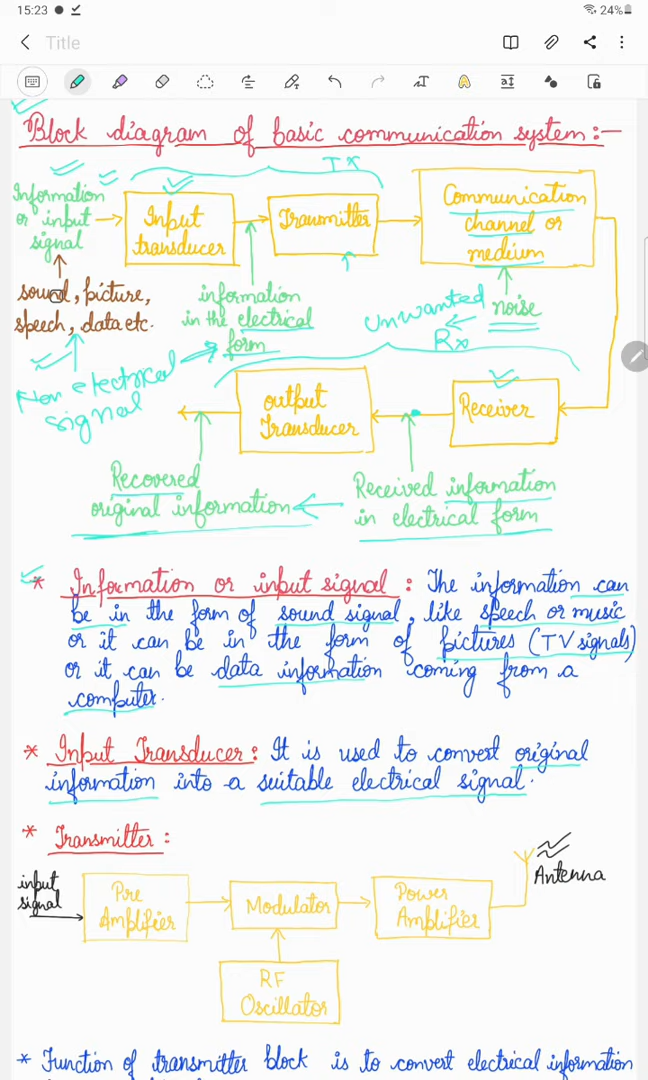 15:23
24%
Title
Block diagram of basic communication system:-
Tx
Information
or input
signal
Input
transducer
Transmitter
Communication
channel or
medium
sound, picture,
speech, data etc.
information
in the electrical
form
Unwanted
noise
Rx
Non electrical
signal
output
Transducer
Receiver
Recovered
original information
Received information
in electrical form
* Information or input signal : The information can
be in the form of sound signal, like speech or music
or it can be in the form of pictures (TV signals)
or it can be data information coming from a
computer.
* Input Transducer: It is used to convert original
information into a suitable electrical signal.
* Transmitter:
input
signal
Pre
Amplifier
Modulator
Power
Amplifier
Antenna
RF
Oscillator
* Function of transmitter block is to convert electrical information